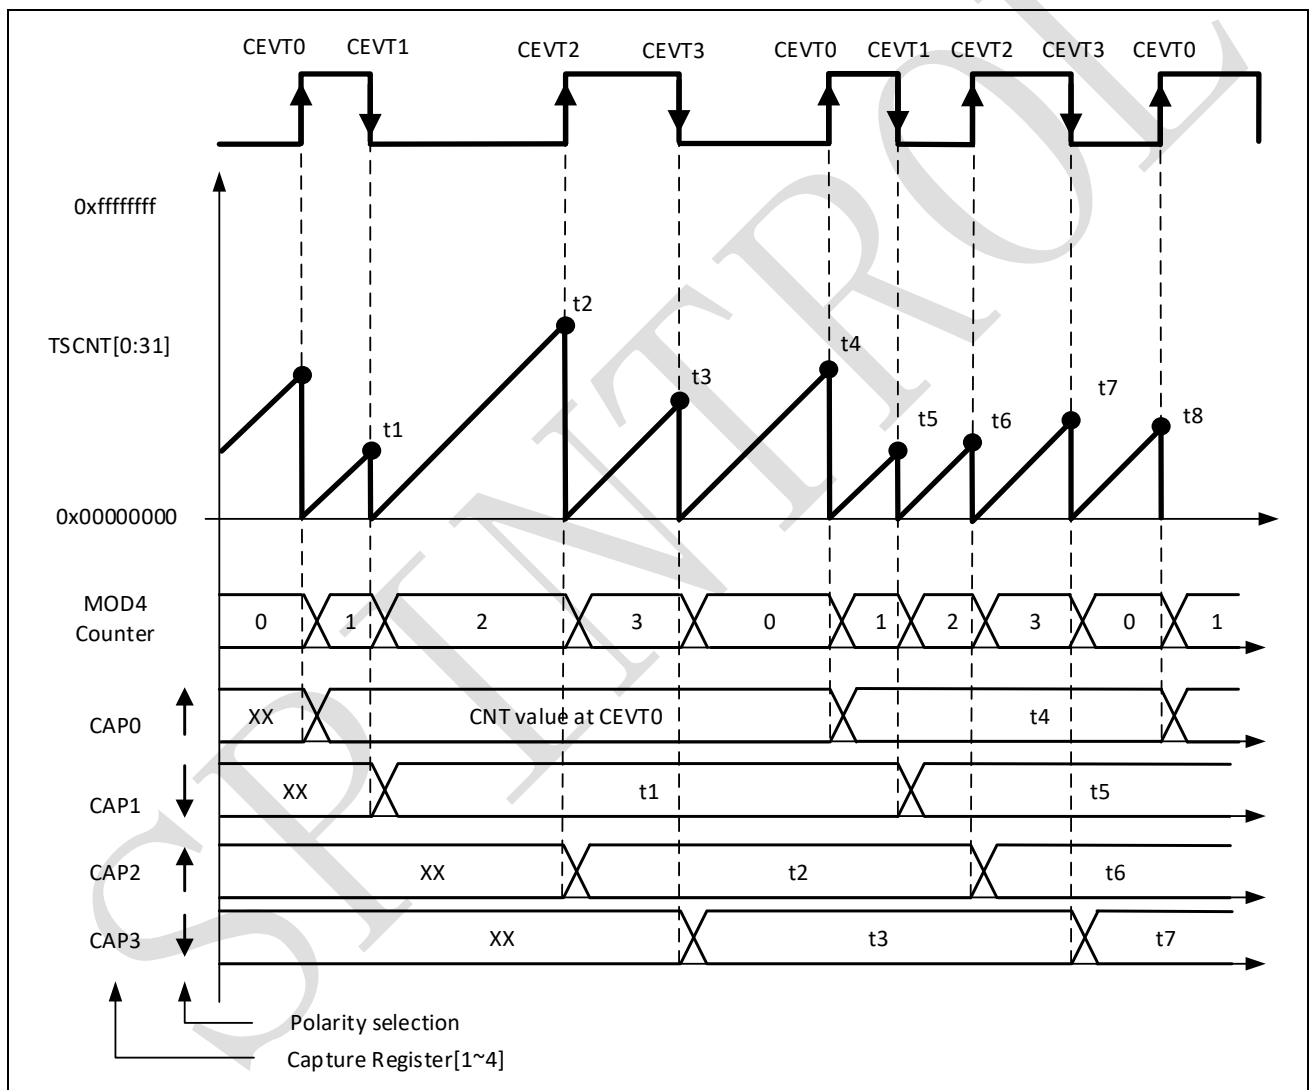 CEVT0 CEVT1 CEVT2 CEVT3 CEVT0 CEVT1 CEVT2 CEVT3 CEVT0
0xffffffff
t2
TSCNT[0:31]
t4
t3
t7
t1 t5 t6 t8
0x00000000
MOD4
Counter
0 1 2 3 0 1 2 3 0 1
CAP0 XX CNT value at CEVT0 t4
CAP1 XX t1 t5
CAP2 XX t2 t6
CAP3 XX t3 t7
Polarity selection
Capture Register[1~4]
SPINTROL